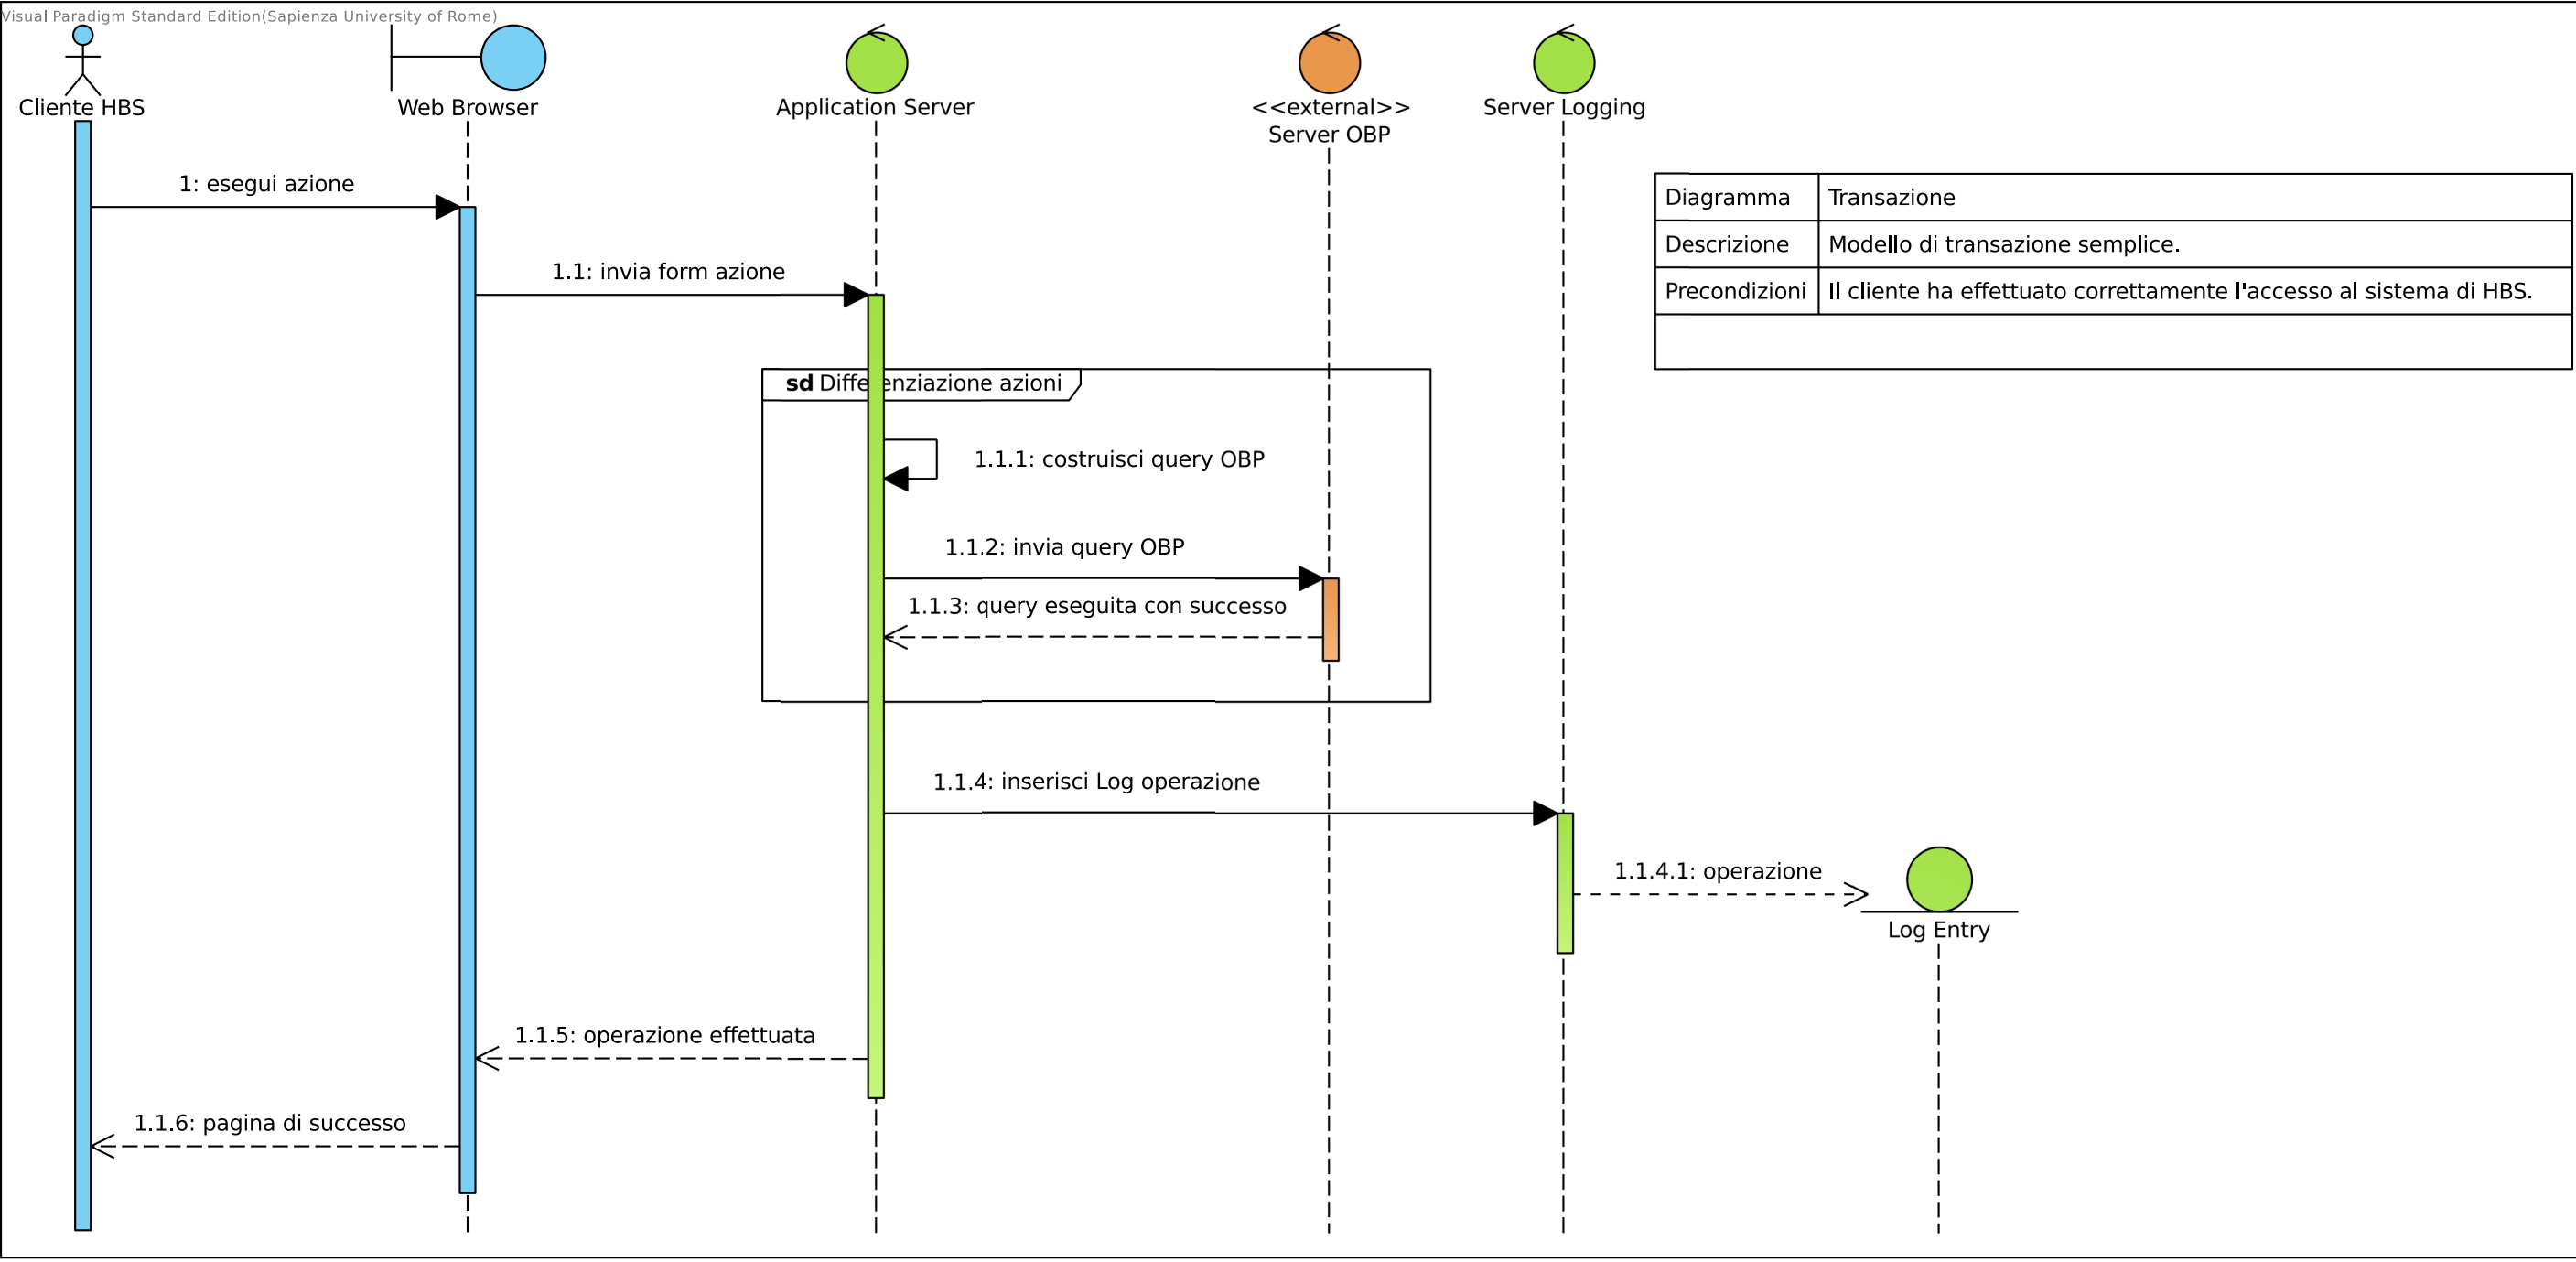 Visual Paradigm Standard Edition(Sapienza University of Rome)
Cliente HBS
Web Browser
Application Server
<<external>>
Server OBP
Server Logging
Diagramma Transazione
Descrizione Modello di transazione semplice.
Precondizioni Il cliente ha effettuato correttamente l'accesso al sistema di HBS.
1: esegui azione
1.1: invia form azione
sd Differenziazione azioni
1.1.1: costruisci query OBP
1.1.2: invia query OBP
1.1.3: query eseguita con successo
1.1.4: inserisci Log operazione
1.1.4.1: operazione
Log Entry
1.1.5: operazione effettuata
1.1.6: pagina di successo